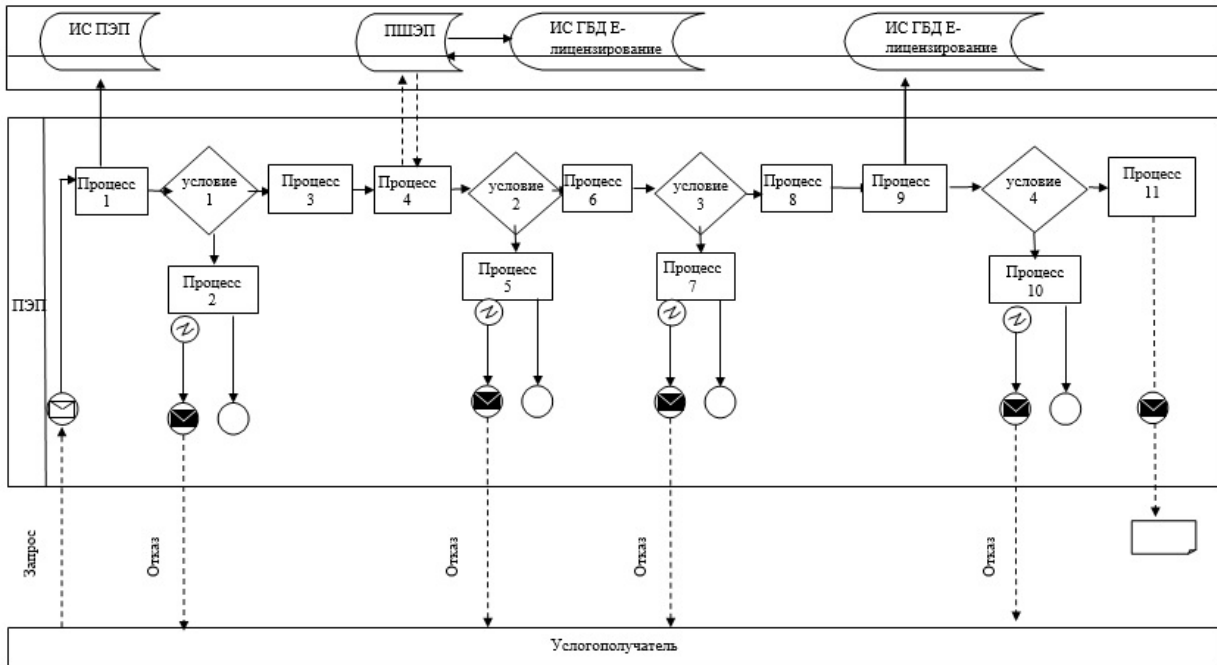 ИС ПЭП
ПШЭП
ИС ГБД Е-
лицензирование
ИС ГБД Е-
лицензирование
Процесс
1
условие
1
Процесс
3
Процесс
4
условие
2
Процесс
6
условие
3
Процесс
8
Процесс
9
условие
4
Процесс
11
Процесс
2
Процесс
5
Процесс
7
Процесс
10
ПЭП
Запрос
Отказ
Отказ
Отказ
Отказ
Услогополучатель